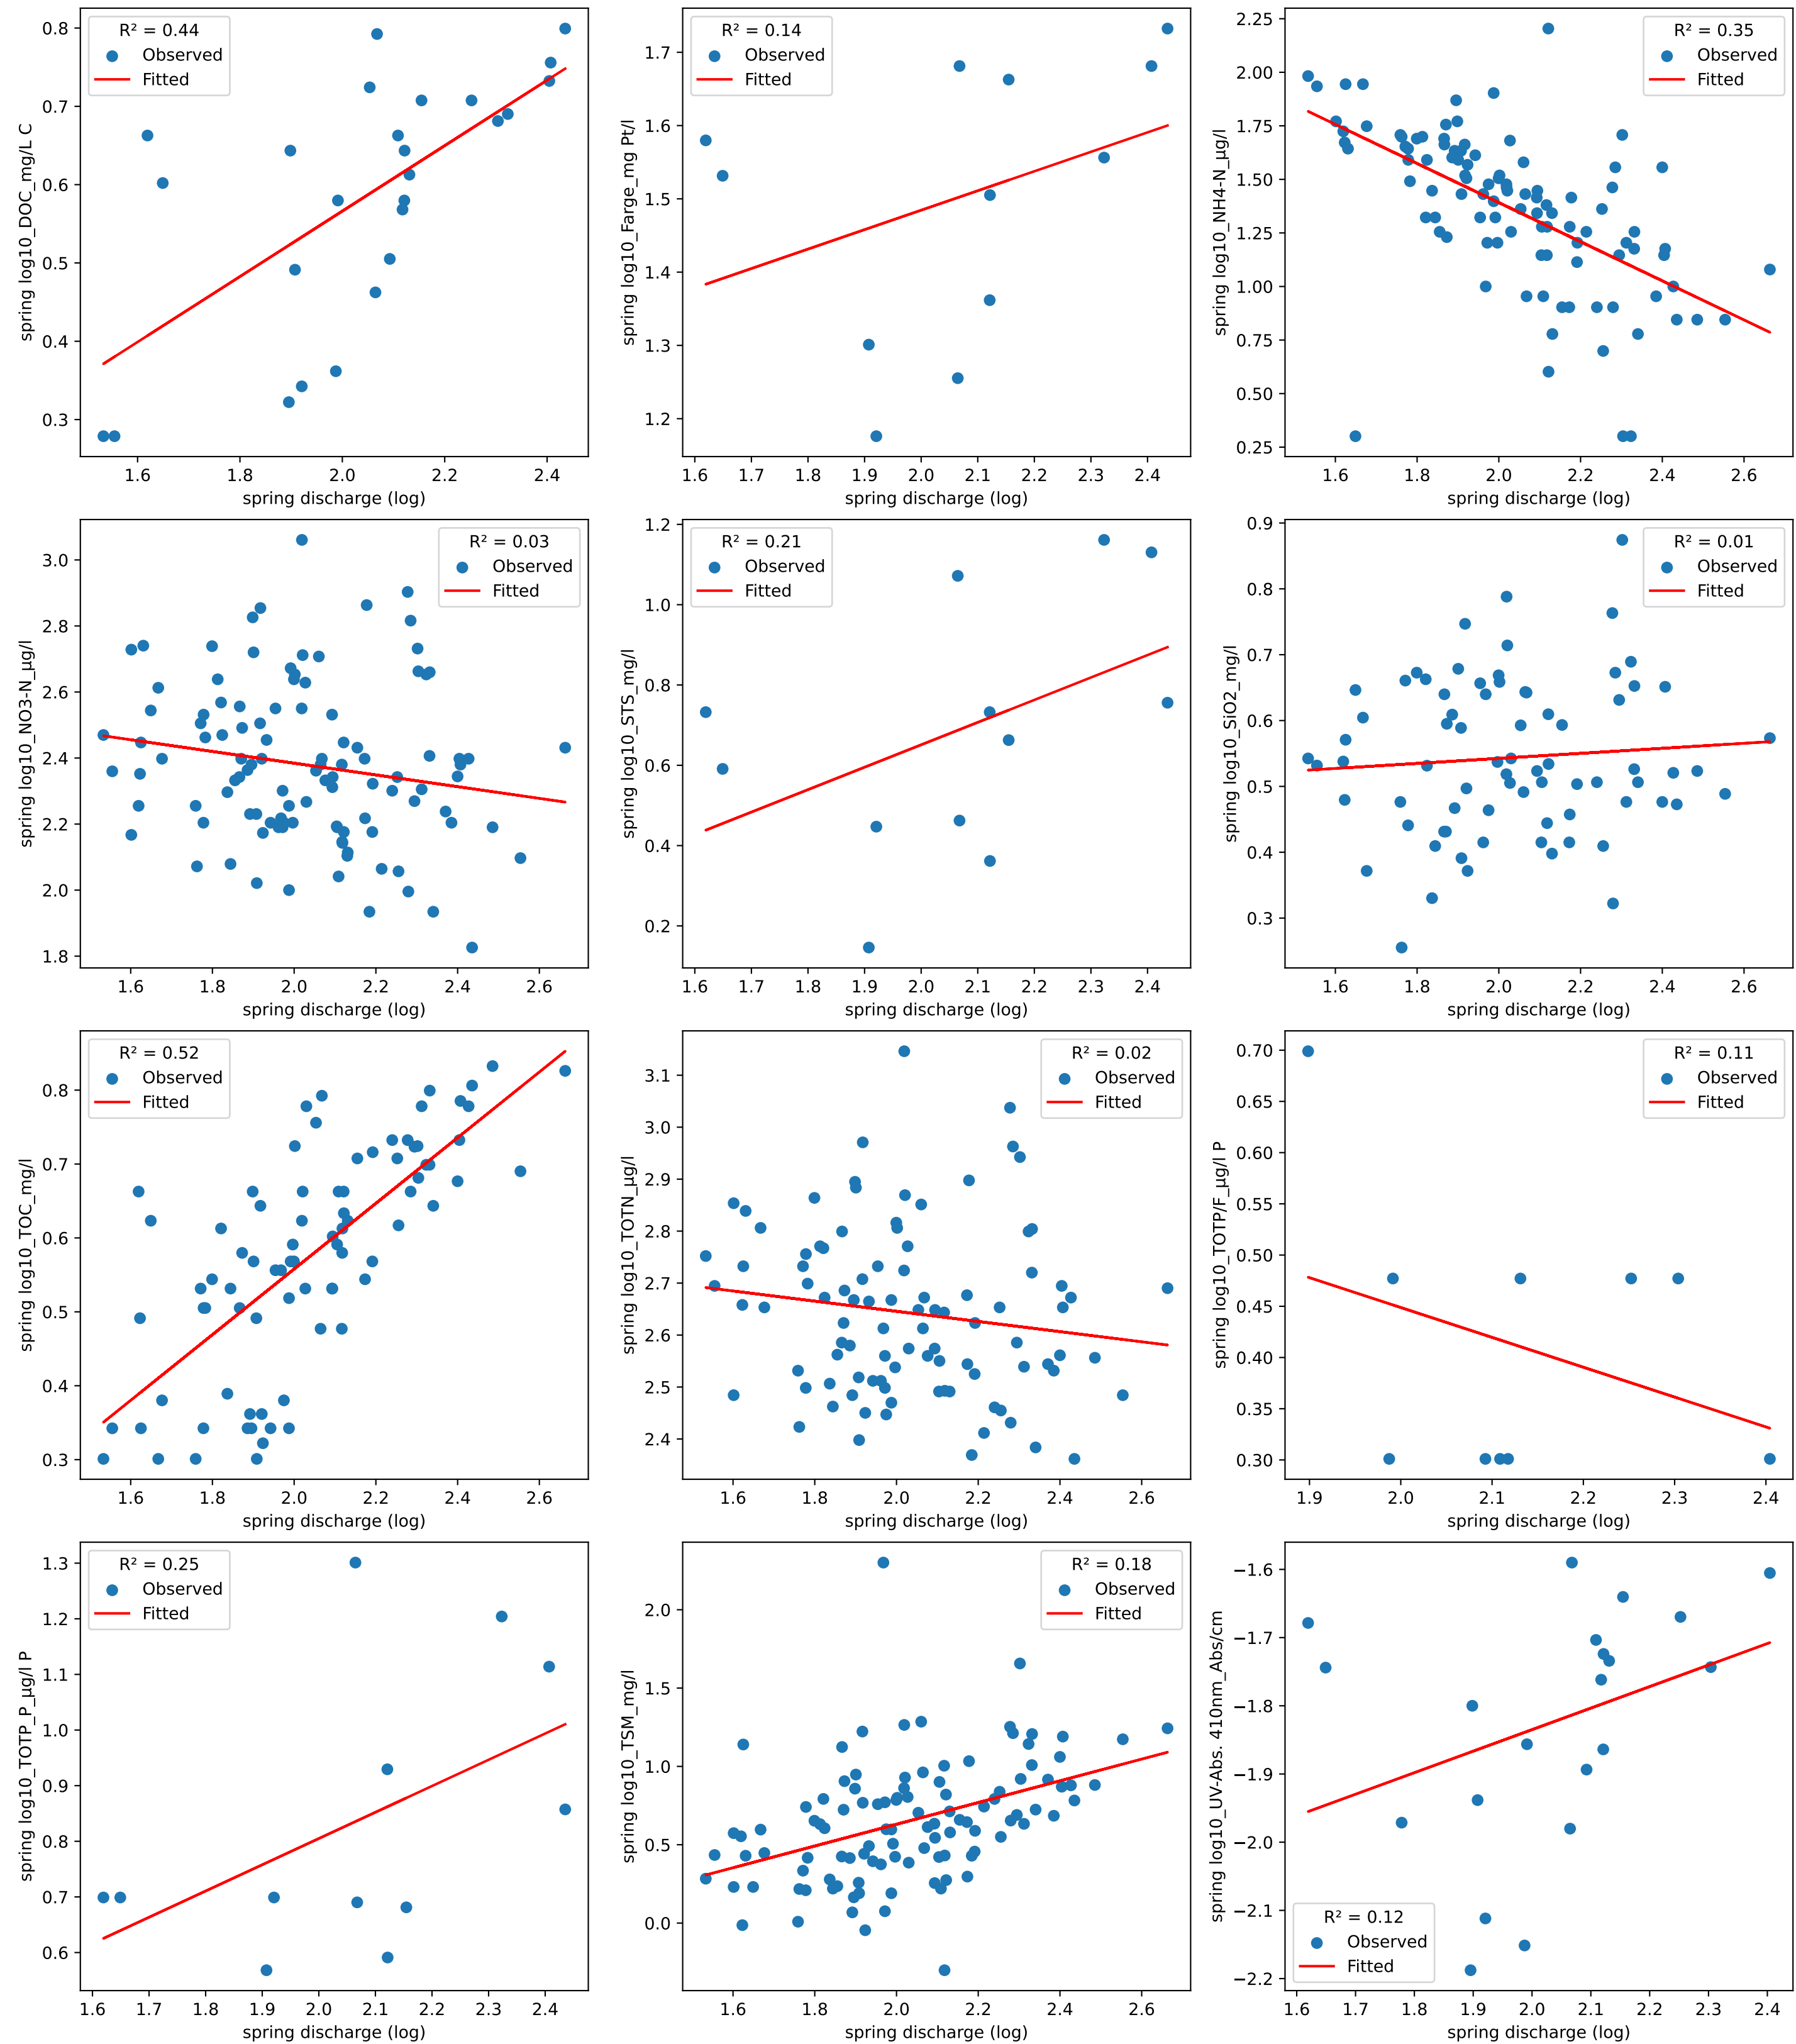 R² = 0.44
Observed
Fitted
0.8
0.7
0.6
0.5
0.4
0.3
spring log10_DOC_mg/L C
1.6 1.8 2.0 2.2 2.4
spring discharge (log)
R² = 0.14
Observed
Fitted
1.7
1.6
1.5
1.4
1.3
1.2
spring log10_Farge_mg Pt/l
1.6 1.7 1.8 1.9 2.0 2.1 2.2 2.3 2.4
spring discharge (log)
R² = 0.35
Observed
Fitted
2.25
2.00
1.75
1.50
1.25
1.00
0.75
0.50
0.25
spring log10_NH4-N_µg/l
1.6 1.8 2.0 2.2 2.4 2.6
spring discharge (log)
R² = 0.03
Observed
Fitted
3.0
2.8
2.6
2.4
2.2
2.0
1.8
spring log10_NO3-N_µg/l
1.6 1.8 2.0 2.2 2.4 2.6
spring discharge (log)
R² = 0.21
Observed
Fitted
1.2
1.0
0.8
0.6
0.4
0.2
spring log10_STS_mg/l
1.6 1.7 1.8 1.9 2.0 2.1 2.2 2.3 2.4
spring discharge (log)
R² = 0.01
Observed
Fitted
0.9
0.8
0.7
0.6
0.5
0.4
0.3
spring log10_SiO2_mg/l
1.6 1.8 2.0 2.2 2.4 2.6
spring discharge (log)
R² = 0.52
Observed
Fitted
0.8
0.7
0.6
0.5
0.4
0.3
spring log10_TOC_mg/l
1.6 1.8 2.0 2.2 2.4 2.6
spring discharge (log)
R² = 0.02
Observed
Fitted
3.1
3.0
2.9
2.8
2.7
2.6
2.5
2.4
spring log10_TOTN_µg/l
1.6 1.8 2.0 2.2 2.4 2.6
spring discharge (log)
R² = 0.11
Observed
Fitted
0.70
0.65
0.60
0.55
0.50
0.45
0.40
0.35
0.30
spring log10_TOTP/F_µg/l P
1.9 2.0 2.1 2.2 2.3 2.4
spring discharge (log)
R² = 0.25
Observed
Fitted
1.3
1.2
1.1
1.0
0.9
0.8
0.7
0.6
spring log10_TOTP_P_µg/l P
1.6 1.7 1.8 1.9 2.0 2.1 2.2 2.3 2.4
spring discharge (log)
R² = 0.18
Observed
Fitted
2.0
1.5
1.0
0.5
0.0
spring log10_TSM_mg/l
1.6 1.8 2.0 2.2 2.4 2.6
spring discharge (log)
−1.6
−1.7
−1.8
−1.9
−2.0
−2.1
−2.2
spring log10_UV-Abs. 410nm_Abs/cm
R² = 0.12
Observed
Fitted
1.6 1.7 1.8 1.9 2.0 2.1 2.2 2.3 2.4
spring discharge (log)